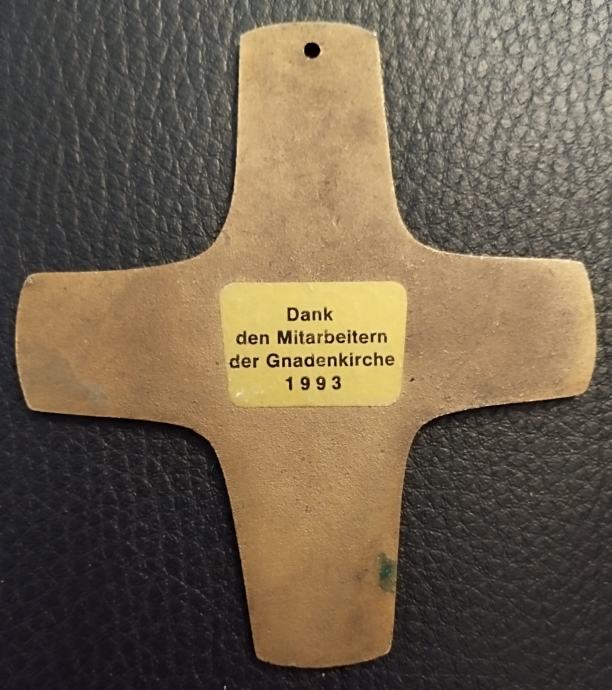 Dank
den Mitarbeitern
der Gnadenkirche
1993